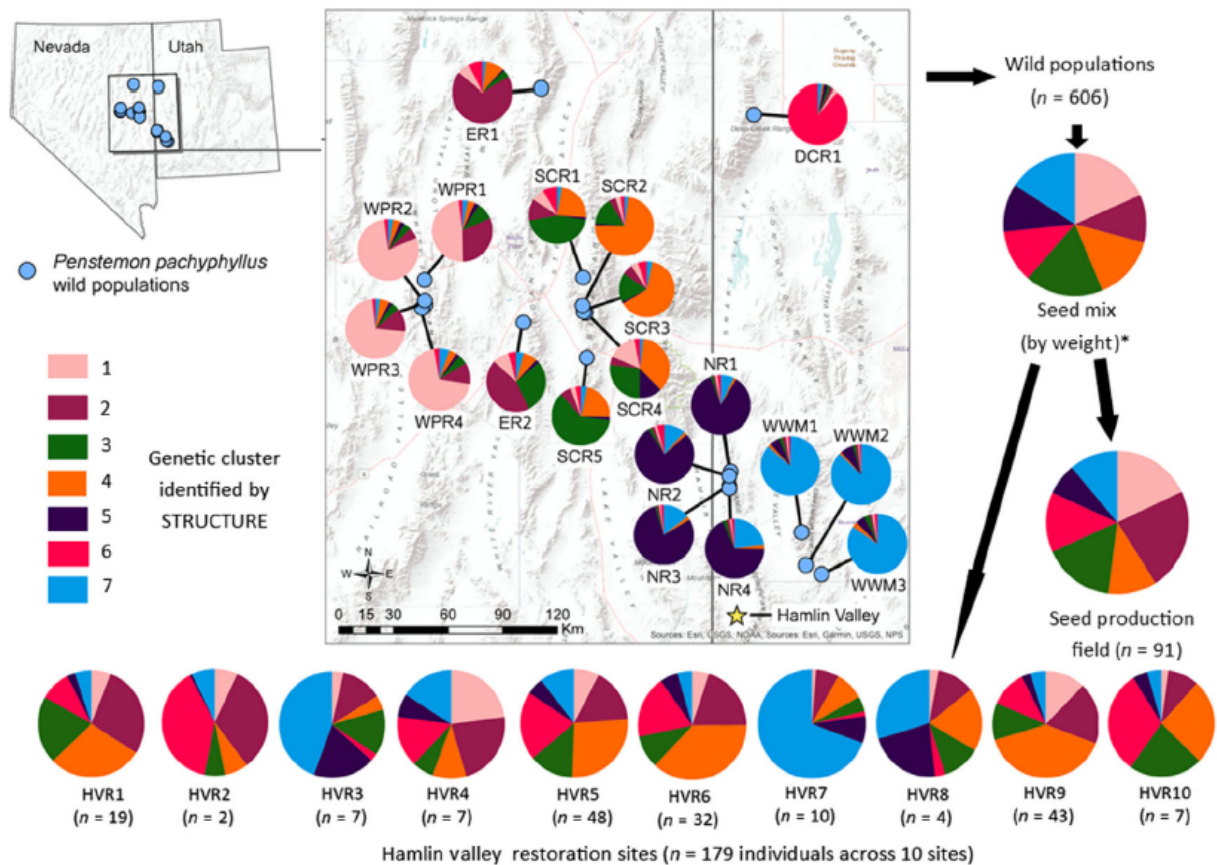 Nevada
Utah
Penstemon pachyphyllus
wild populations
1
2
3
4
5
6
7
Genetic cluster
identified by
STRUCTURE
ER1
DCR1
WPR2
WPR1
SCR1
SCR2
WPR3
SCR3
WPR4
ER2
SCR4
SCR5
NR1
NR2
WWM1
WWM2
NR3
NR4
WWM3
N
W
E
S
0 15 30 60 90 120
Km
Hamlin Valley
Sources: Esri, USGS, NOAA, Sources: Esri, Garmin, USGS, NPS
DESERT
LAKE VALLEY
Wild populations
(n = 606)
Seed mix
(by weight)*
Seed production
field (n = 91)
HVR1
(n = 19)
HVR2
(n = 2)
HVR3
(n = 7)
HVR4
(n = 7)
HVR5
(n = 48)
HVR6
(n = 32)
HVR7
(n = 10)
HVR8
(n = 4)
HVR9
(n = 43)
HVR10
(n = 7)
Hamlin valley restoration sites (n = 179 individuals across 10 sites)